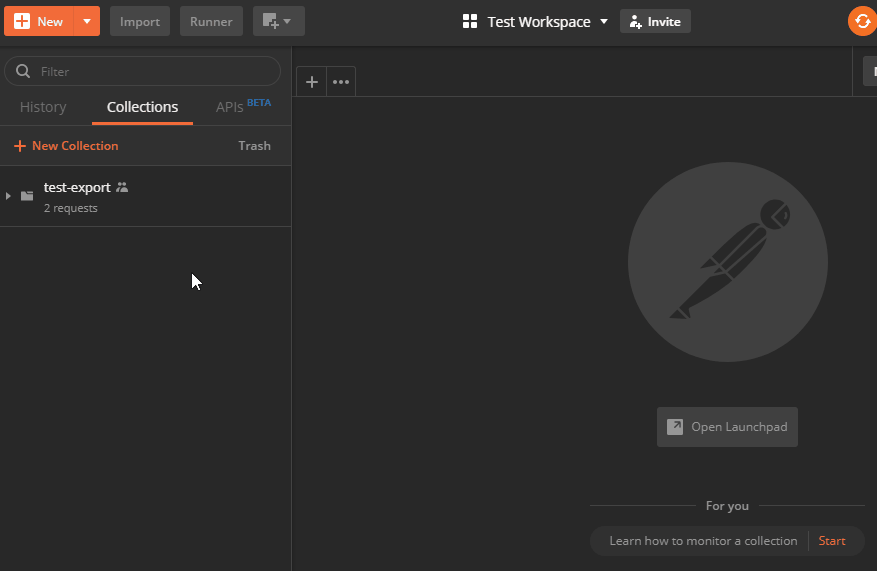 New Import Runner Test Workspace Invite
Filter
History Collections APIs BETA
New Collection Trash
test-export
2 requests
Open Launchpad
For you
Learn how to monitor a collection Start